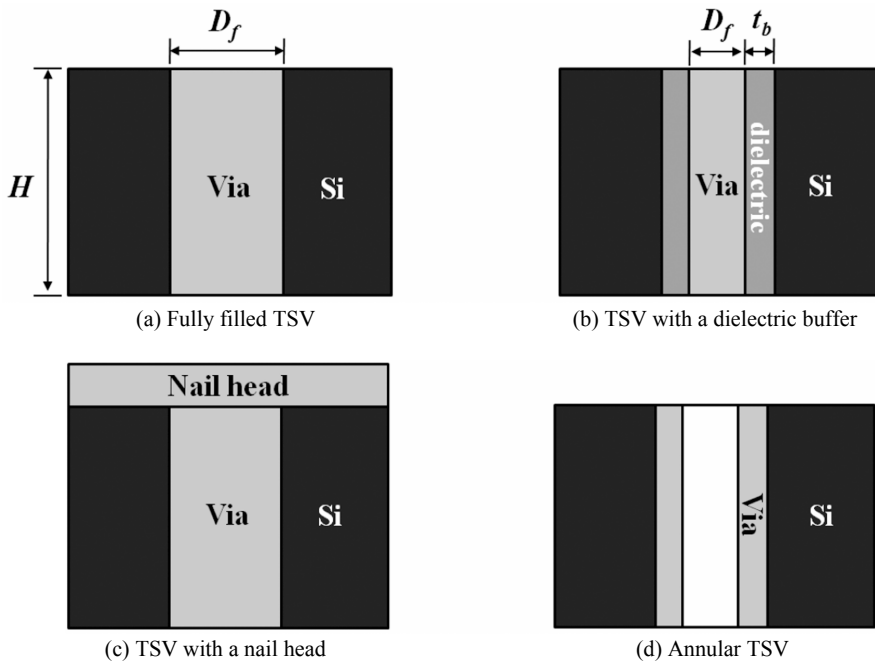 D_f
H
Via
Si
(a) Fully filled TSV
D_f t_b
Via
dielectric
Si
(b) TSV with a dielectric buffer
Nail head
Via
Si
(c) TSV with a nail head
Via
Si
(d) Annular TSV